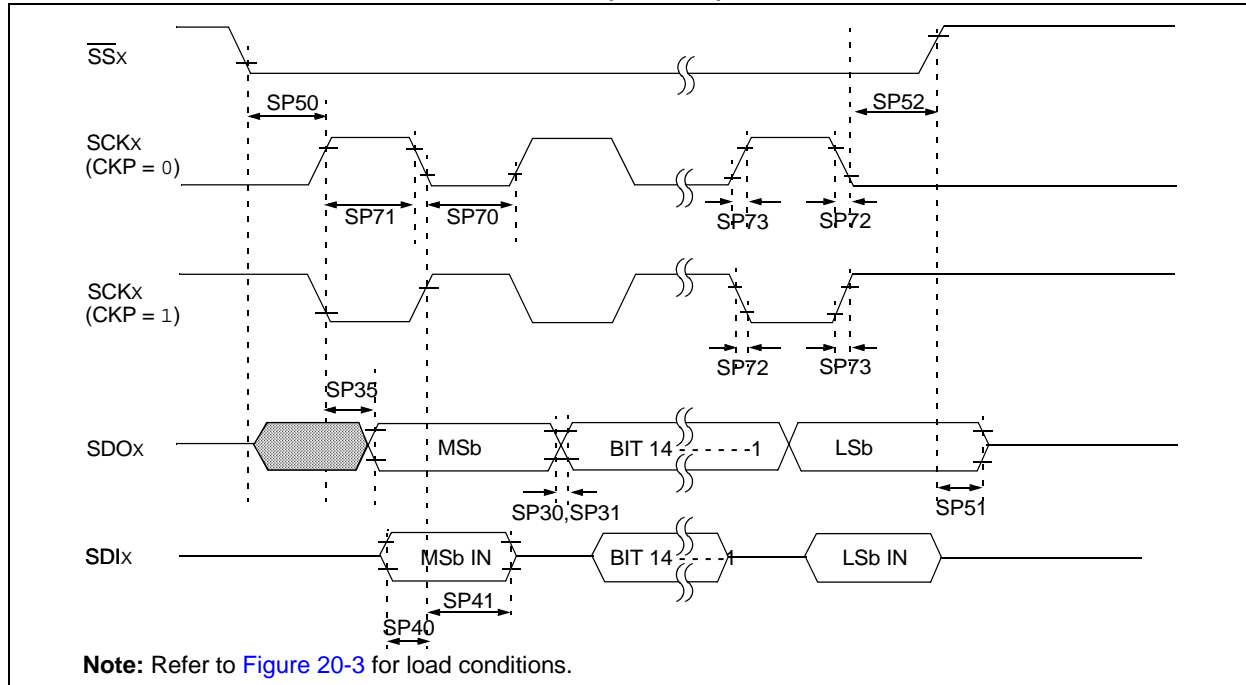 SSX
SP50
SP52
SCKX
(CKP = 0)
SP71
SP70
SP73
SP72
SCKX
(CKP = 1)
SP72
SP73
SP35
SDOX
MSb
BIT 14 - - - - - -1
LSb
SP30,SP31
SP51
SDIX
MSb IN
BIT 14 - - - -1
LSb IN
SP41
SP40
Note: Refer to Figure 20-3 for load conditions.